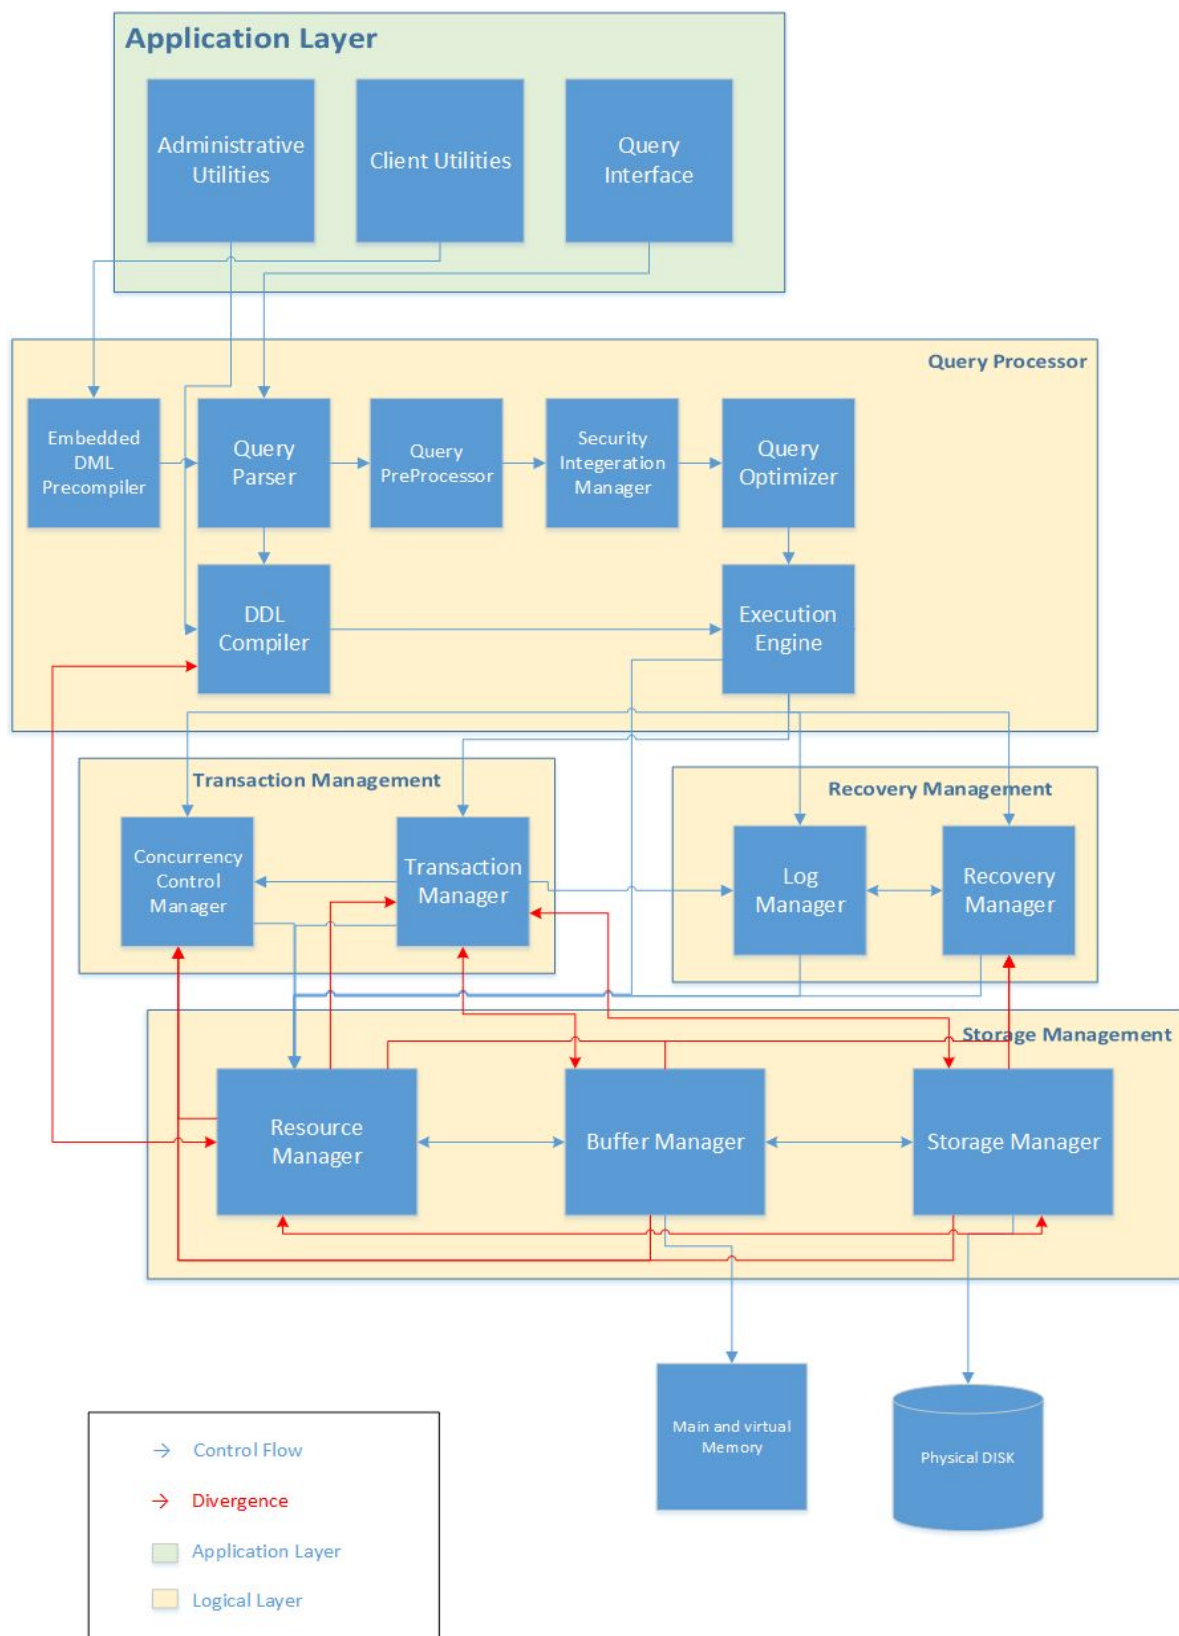 Application Layer
Administrative
Utilities
Client Utilities
Query
Interface
Query Processor
Embedded
DML
Precompiler
Query
Parser
Query
PreProcessor
Security
Integeration
Manager
Query
Optimizer
DDL
Compiler
Execution
Engine
Transaction Management
Recovery Management
Concurrency
Control
Manager
Transaction
Manager
Log
Manager
Recovery
Manager
Storage Management
Resource
Manager
Buffer Manager
Storage Manager
Main and virtual
Memory
Physical DISK
Control Flow
Divergence
Application Layer
Logical Layer